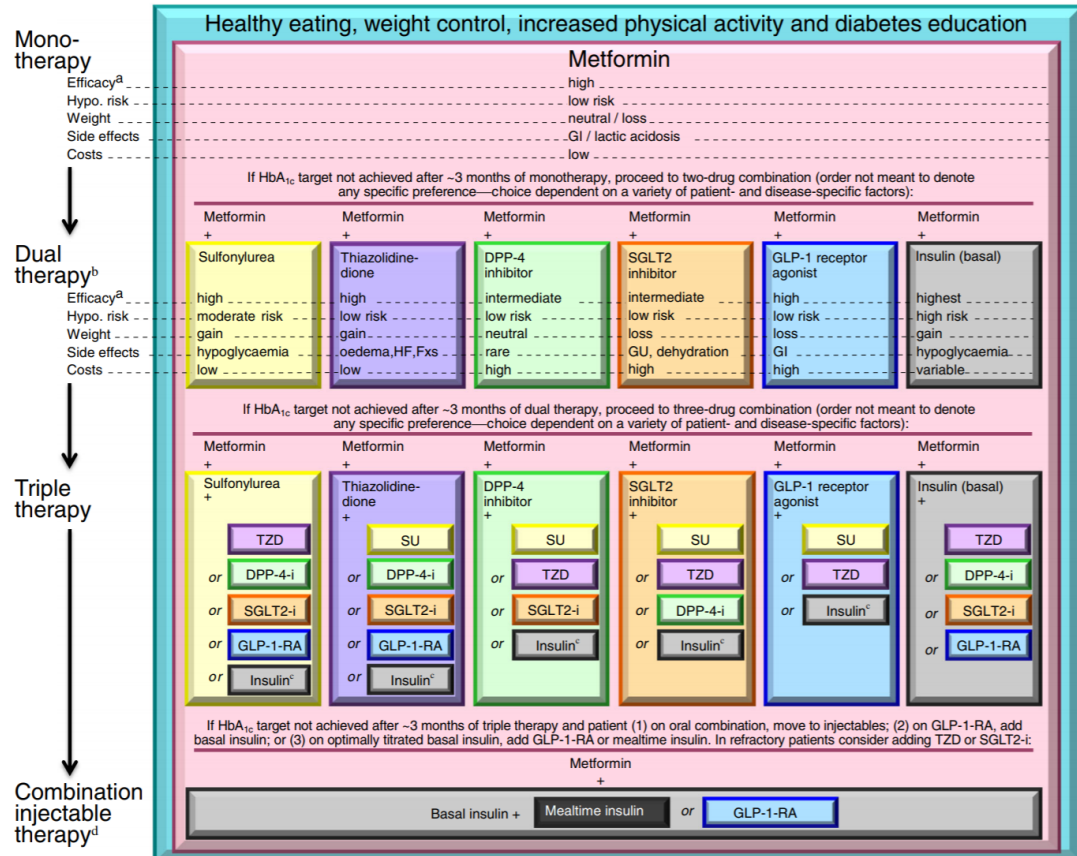 Healthy eating, weight control, increased physical activity and diabetes education
Mono-
therapy
Metformin
Efficacyᵃ high
Hypo. risk low risk
Weight neutral / loss
Side effects GI / lactic acidosis
Costs low
If HbA₁c target not achieved after ~3 months of monotherapy, proceed to two-drug combination (order not meant to denote
any specific preference—choice dependent on a variety of patient- and disease-specific factors):
Metformin Metformin Metformin Metformin Metformin Metformin
+ + + + + +
Dual
therapyᵇ
Sulfonylurea Thiazolidine- DPP-4 SGLT2 GLP-1 receptor Insulin (basal)
dione inhibitor inhibitor agonist
Efficacyᵃ high high intermediate intermediate high highest
Hypo. risk moderate risk low risk low risk low risk low risk high risk
Weight gain gain neutral loss loss gain
Side effects hypoglycaemia oedema,HF,Fxs rare GU, dehydration GI hypoglycaemia
Costs low low high high high variable
If HbA₁c target not achieved after ~3 months of dual therapy, proceed to three-drug combination (order not meant to denote
any specific preference—choice dependent on a variety of patient- and disease-specific factors):
Metformin Metformin Metformin Metformin Metformin Metformin
+ + + + + +
Triple
therapy
Sulfonylurea Thiazolidine- DPP-4 SGLT2 GLP-1 receptor Insulin (basal)
+ dione inhibitor inhibitor agonist +
+ + + +
TZD SU SU SU SU TZD
or DPP-4-i or DPP-4-i or TZD or TZD or TZD or DPP-4-i
or SGLT2-i or SGLT2-i or SGLT2-i or DPP-4-i or Insulinᶜ or SGLT2-i
or GLP-1-RA or GLP-1-RA or Insulinᶜ or Insulinᶜ or GLP-1-RA
or Insulinᶜ or Insulinᶜ
If HbA₁c target not achieved after ~3 months of triple therapy and patient (1) on oral combination, move to injectables; (2) on GLP-1-RA, add
basal insulin; or (3) on optimally titrated basal insulin, add GLP-1-RA or mealtime insulin. In refractory patients consider adding TZD or SGLT2-i:
Metformin
+
Combination
injectable
therapyᵈ
Basal insulin + Mealtime insulin or GLP-1-RA